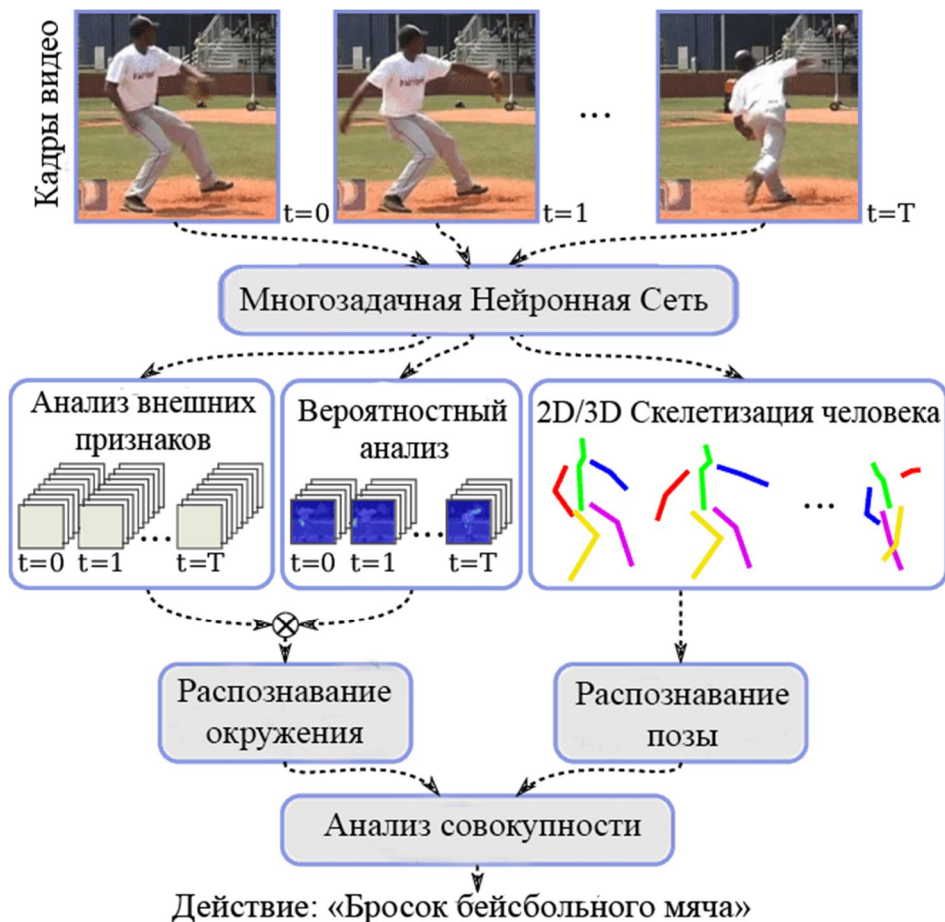 Кадры видео
t=0
t=1
...
t=T
Многозадачная Нейронная Сеть
Анализ внешних
признаков
t=0 t=1 ... t=T
Вероятностный
анализ
t=0 t=1 ... t=T
2D/3D Скелетизация человека
...
Распознавание
окружения
Распознавание
позы
Анализ совокупности
Действие: «Бросок бейсбольного мяча»